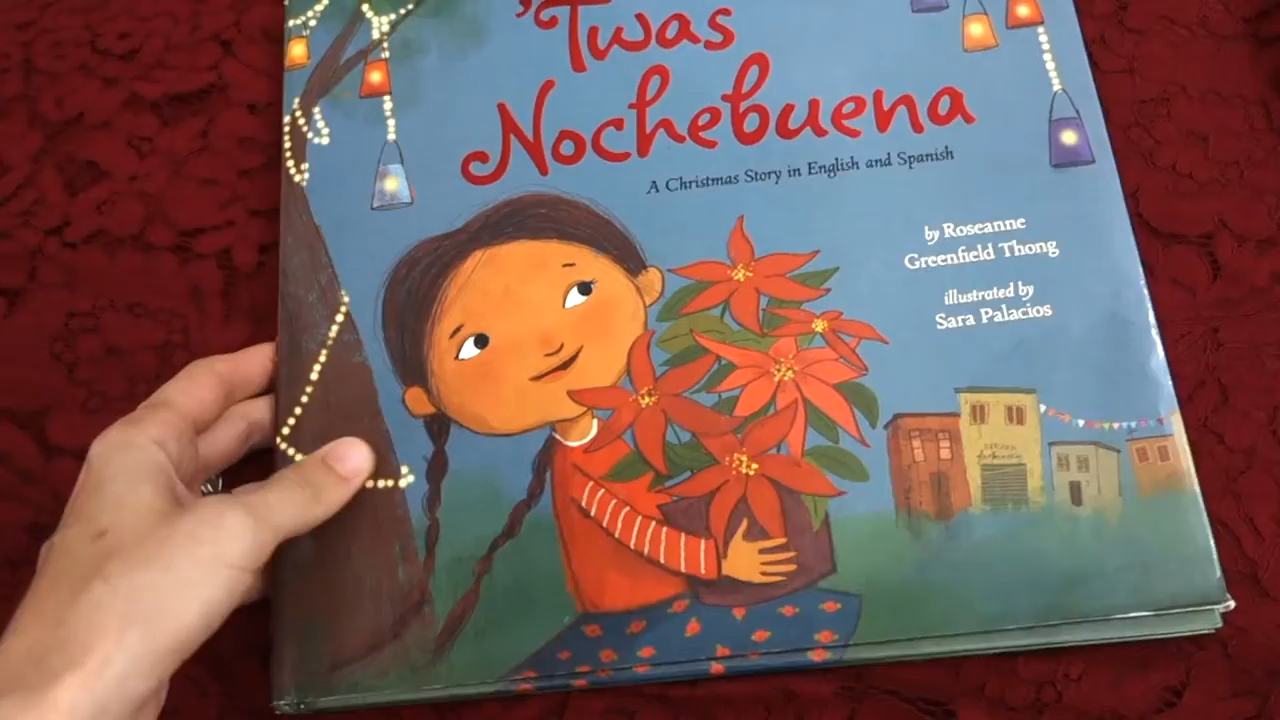 'Twas
Nochebuena
A Christmas Story in English and Spanish
by Roseanne
Greenfield Thong
illustrated by
Sara Palacios